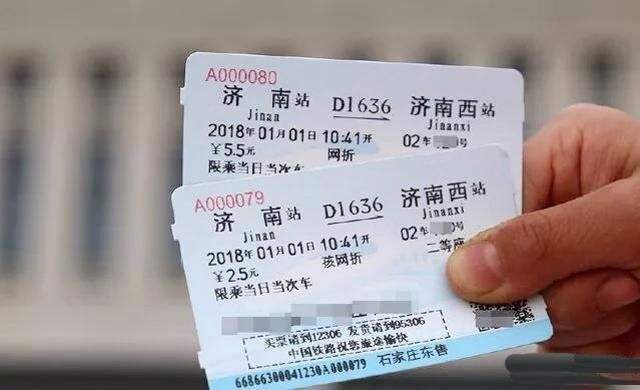 A000080
济南站 D1636 济南西站
Jinan Jinanxi
2018年01月01日 10:41开 02车 号
￥5.5元 网折
限乘当日当次车
A000079
济南站 D1636 济南西站
Jinan Jinanxi
2018年01月01日 10:41开 02车 号
￥2.5元 孩网折 二等座
限乘当日当次车
买票请到12306 发货请到95306
中国铁路祝您旅途愉快
66866300041230A000079 石家庄东售